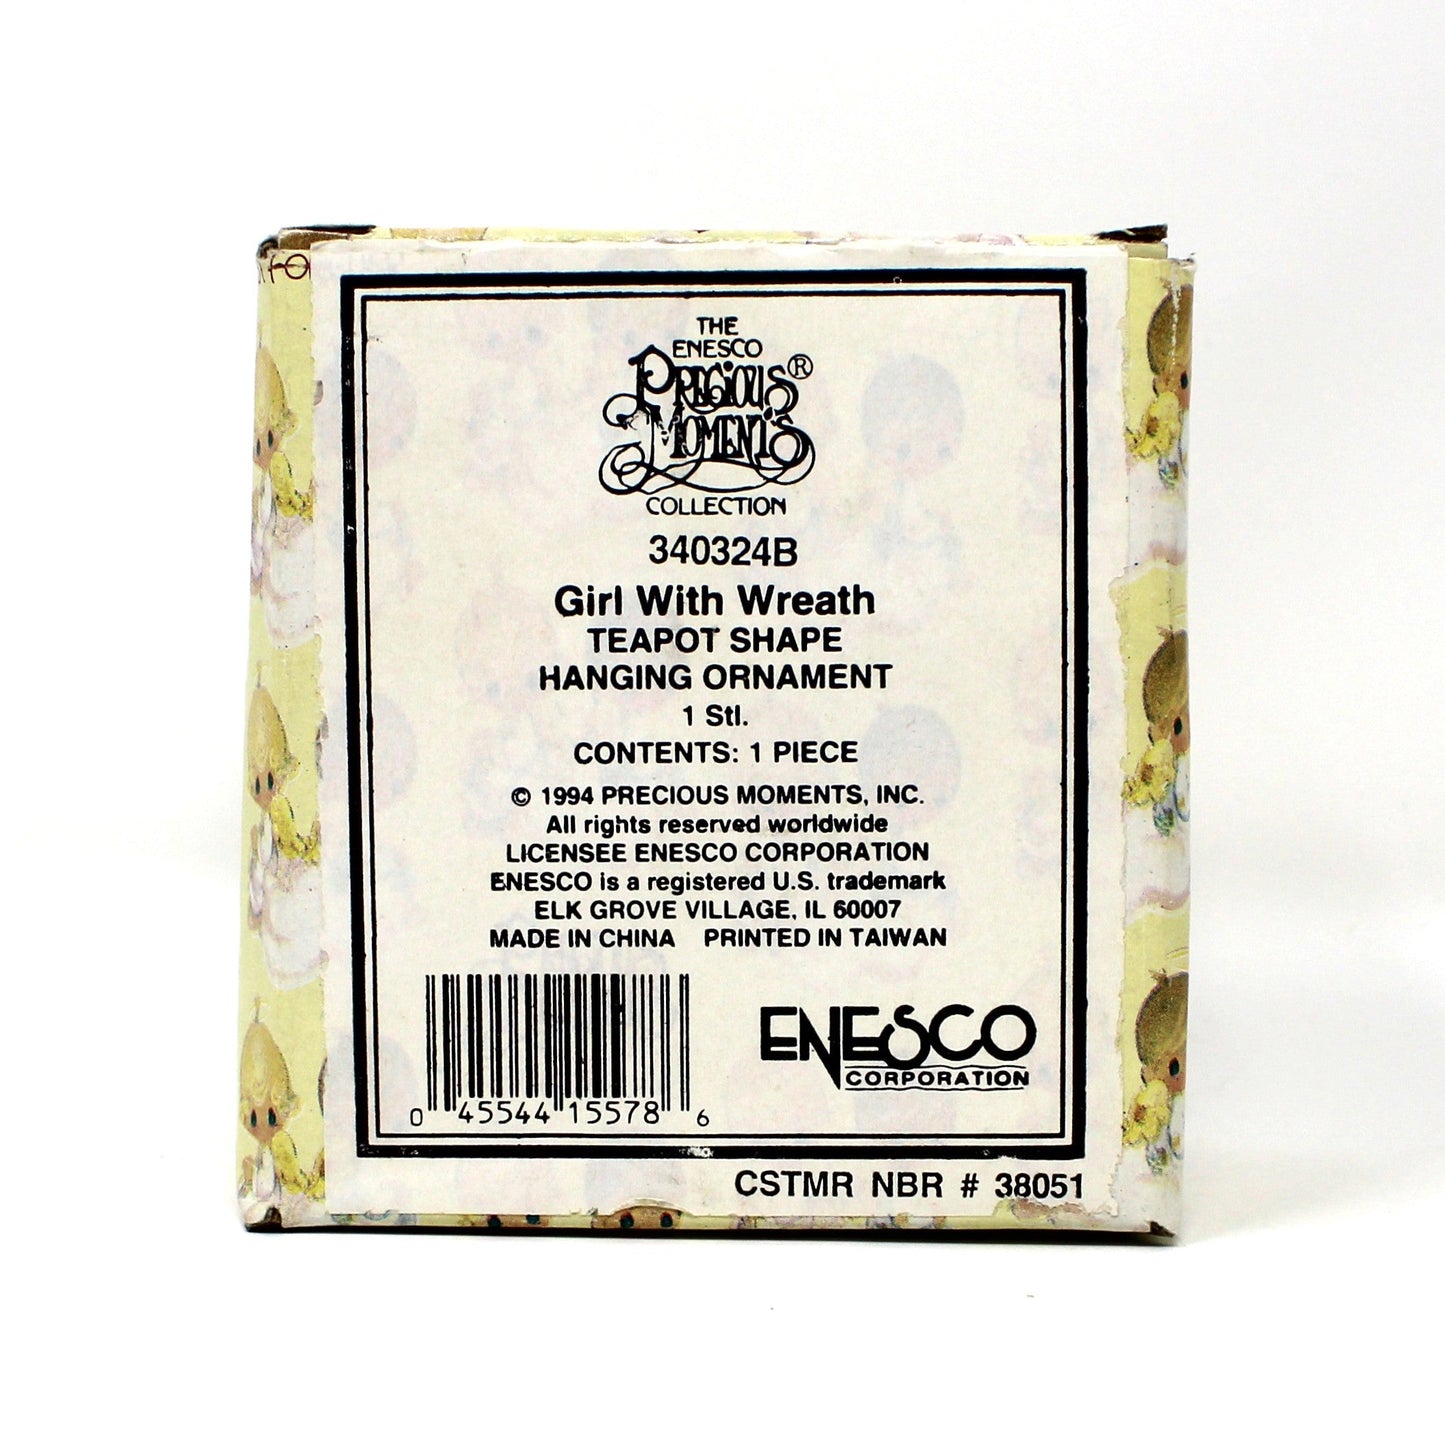 THE
ENESCO
PRECIOUS®
MOMENTS
COLLECTION
340324B
Girl With Wreath
TEAPOT SHAPE
HANGING ORNAMENT
1 Stl.
CONTENTS: 1 PIECE
© 1994 PRECIOUS MOMENTS, INC.
All rights reserved worldwide
LICENSEE ENESCO CORPORATION
ENESCO is a registered U.S. trademark
ELK GROVE VILLAGE, IL 60007
MADE IN CHINA PRINTED IN TAIWAN
0 45544 15578 6
ENESCO
CORPORATION
CSTMR NBR # 38051